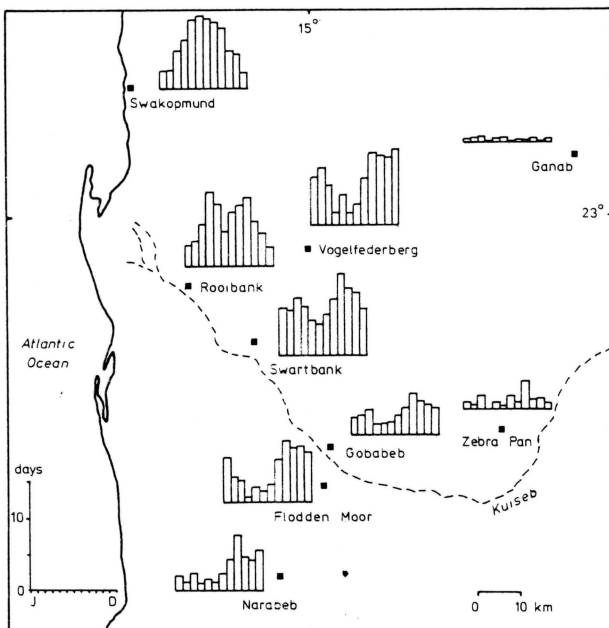 15°
Swakopmund
Ganab
23°
Vogelfederberg
Rooibank
Atlantic
Ocean
Swartbank
Zebra Pan
Gobabeb
Kuiseb
days
Flodden Moor
10
0
J D
Narabeb
0 10 km